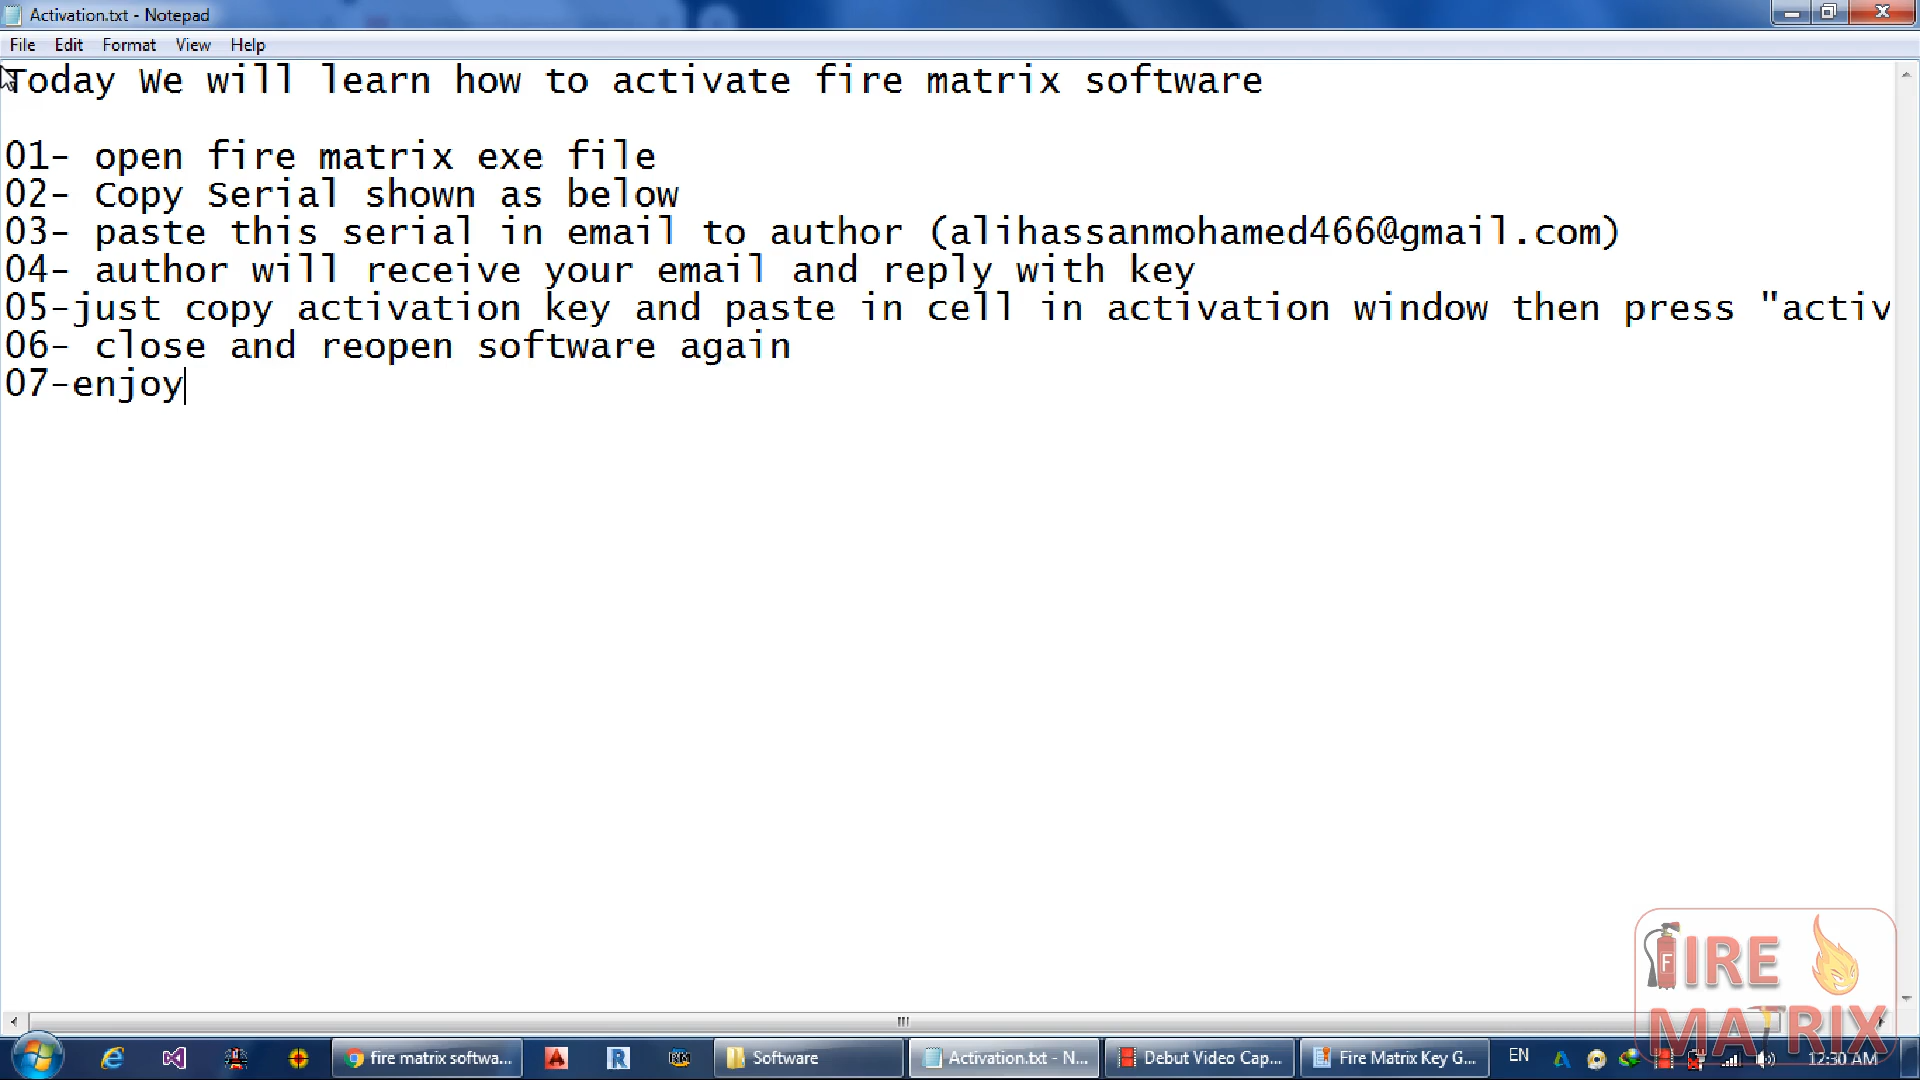 Activation.txt - Notepad
File Edit Format View Help
Today We will learn how to activate fire matrix software
01- open fire matrix exe file
02- Copy Serial shown as below
03- paste this serial in email to author (alihassanmohamed466@gmail.com)
04- author will receive your email and reply with key
05-just copy activation key and paste in cell in activation window then press "activ
06- close and reopen software again
07-enjoy
F
FIRE
MATRIX
fire matrix softwa...
Software
Activation.txt - N...
Debut Video Cap...
Fire Matrix Key G...
EN
12:30 AM